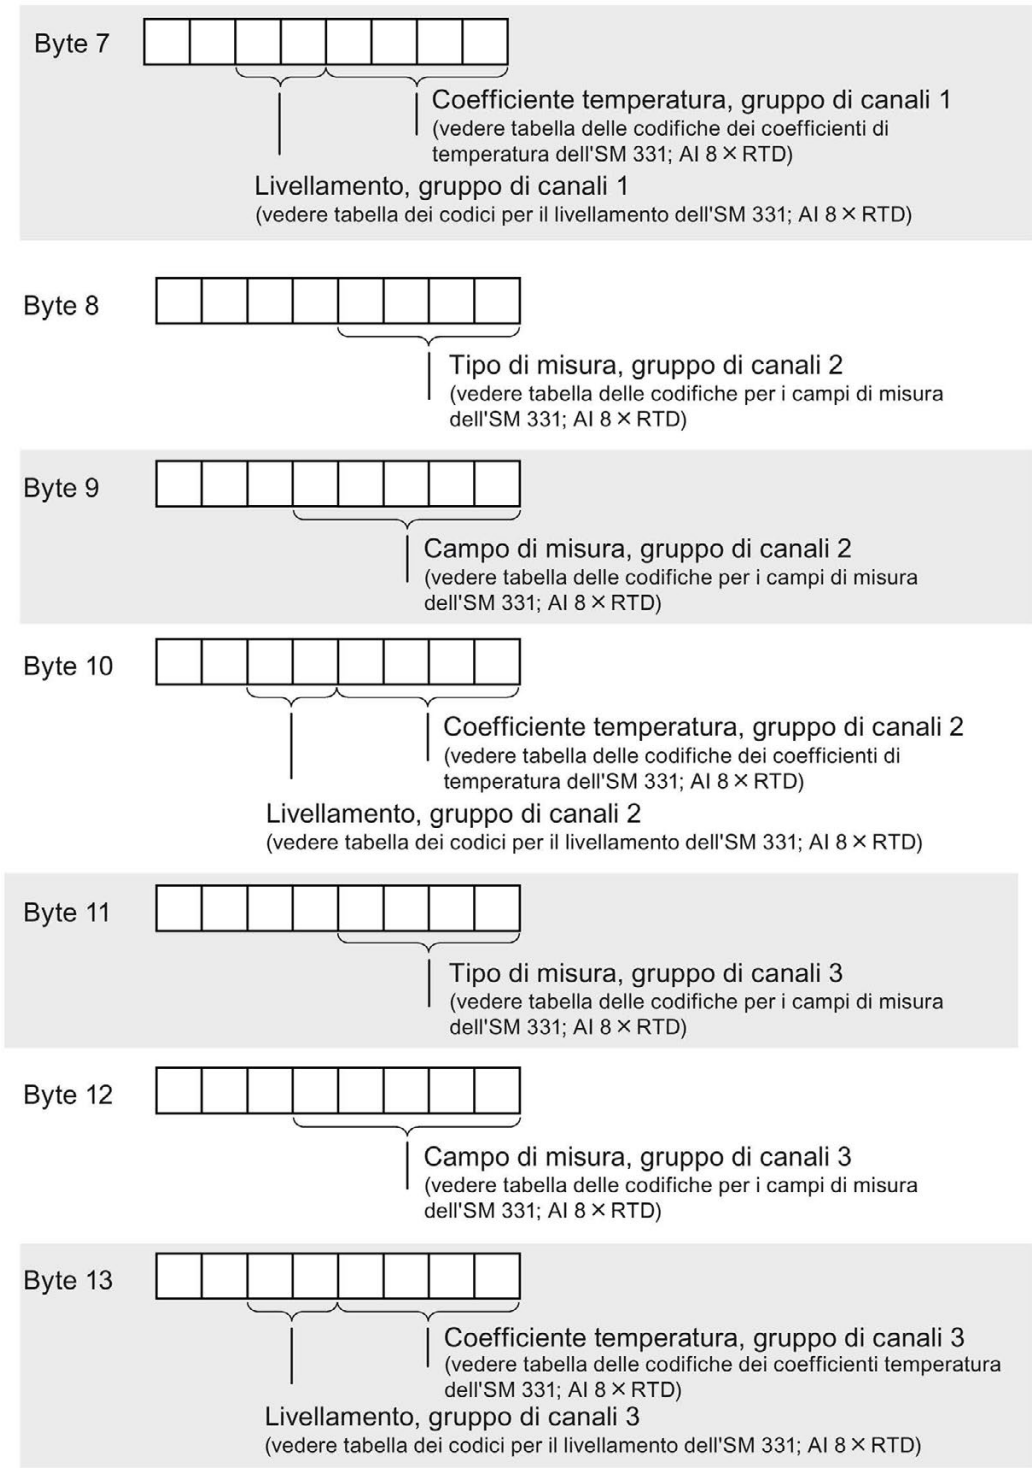 Byte 7
Coefficiente temperatura, gruppo di canali 1
(vedere tabella delle codifiche dei coefficienti di
temperatura dell'SM 331; AI 8 × RTD)
Livellamento, gruppo di canali 1
(vedere tabella dei codici per il livellamento dell'SM 331; AI 8 × RTD)
Byte 8
Tipo di misura, gruppo di canali 2
(vedere tabella delle codifiche per i campi di misura
dell'SM 331; AI 8 × RTD)
Byte 9
Campo di misura, gruppo di canali 2
(vedere tabella delle codifiche per i campi di misura
dell'SM 331; AI 8 × RTD)
Byte 10
Coefficiente temperatura, gruppo di canali 2
(vedere tabella delle codifiche dei coefficienti di
temperatura dell'SM 331; AI 8 × RTD)
Livellamento, gruppo di canali 2
(vedere tabella dei codici per il livellamento dell'SM 331; AI 8 × RTD)
Byte 11
Tipo di misura, gruppo di canali 3
(vedere tabella delle codifiche per i campi di misura
dell'SM 331; AI 8 × RTD)
Byte 12
Campo di misura, gruppo di canali 3
(vedere tabella delle codifiche per i campi di misura
dell'SM 331; AI 8 × RTD)
Byte 13
Coefficiente temperatura, gruppo di canali 3
(vedere tabella delle codifiche dei coefficienti temperatura
dell'SM 331; AI 8 × RTD)
Livellamento, gruppo di canali 3
(vedere tabella dei codici per il livellamento dell'SM 331; AI 8 × RTD)